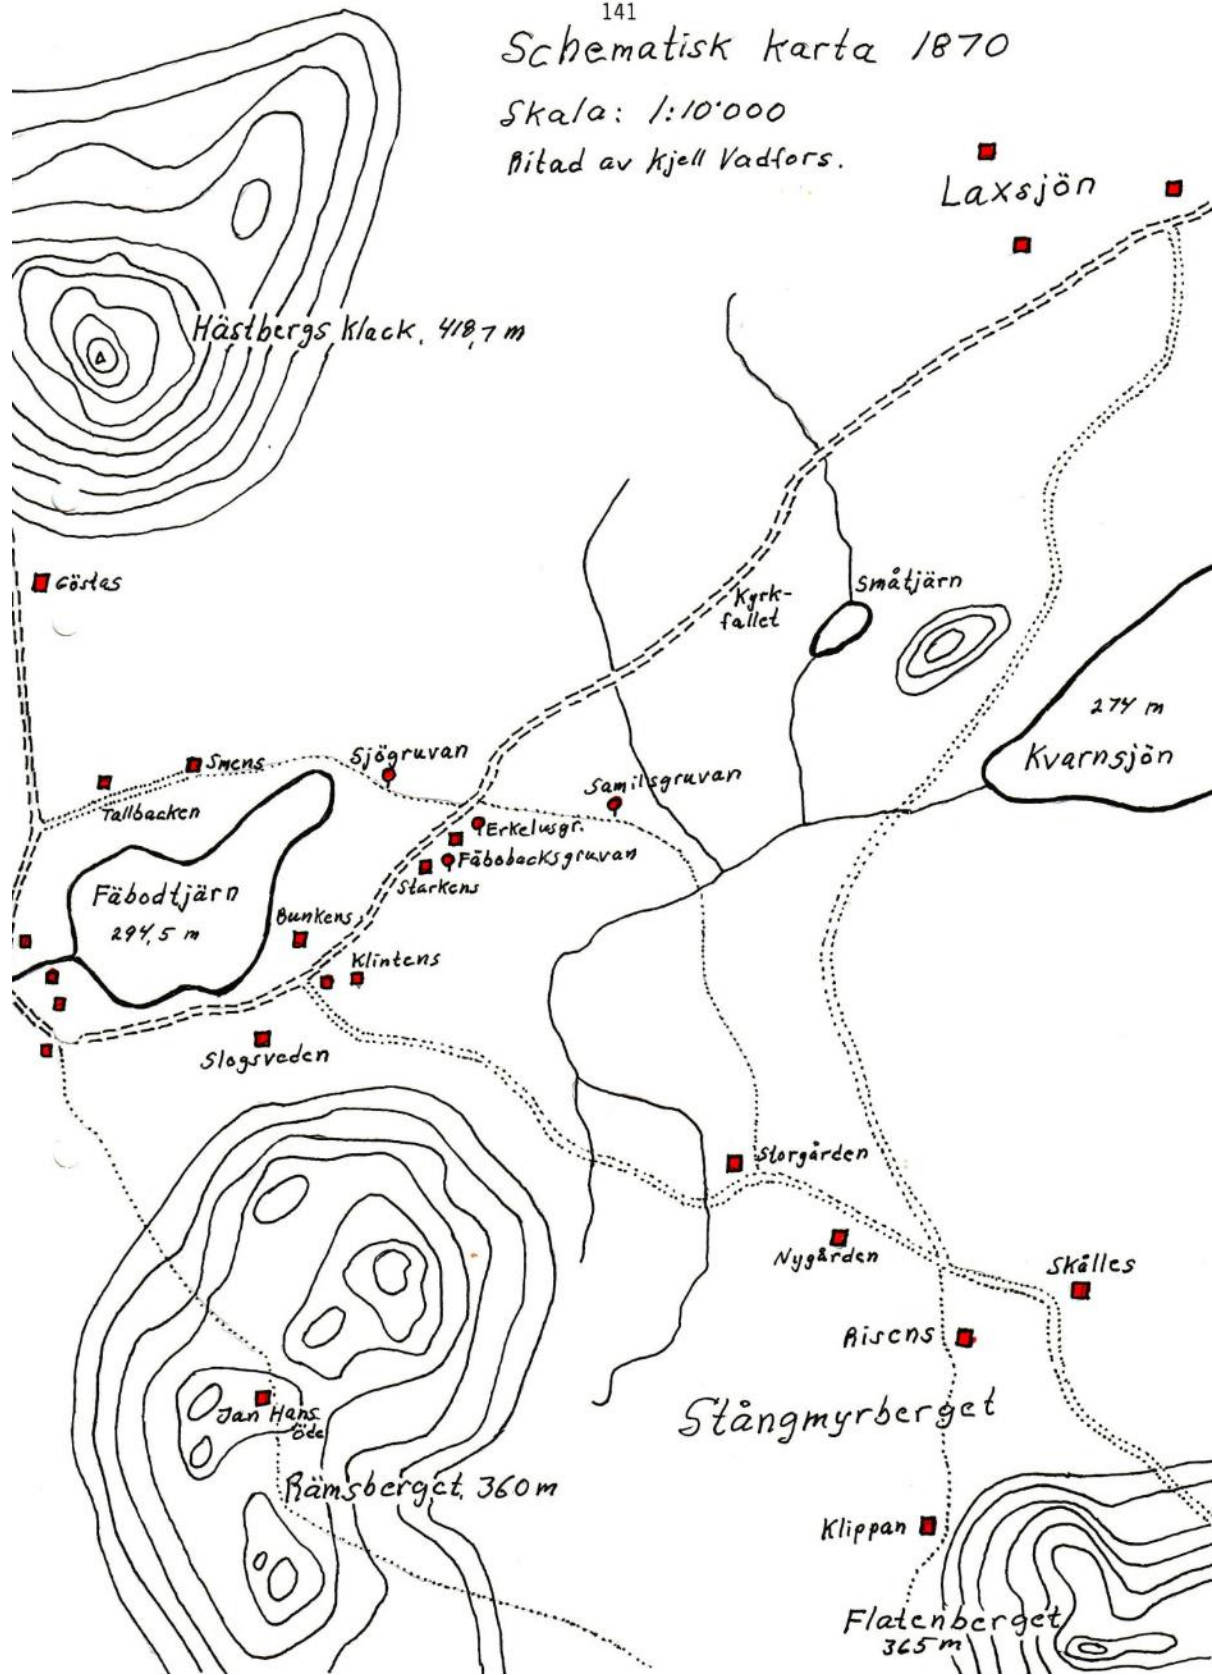 141
Schematisk karta 1870
Skala: 1:10'000
Ritad av Kjell Vadfors.
Laxsjön
Hästbergs Klack, 418,7 m
Göstas
Småtjärn
Kyrk-
fallet
274 m
Kvarnsjön
Smens
Sjögruvan
Samilsgruvan
Tallbacken
Erkelusgr.
Fäbobacksgruvan
Starkens
Fäbodtjärn
294,5 m
Bunkens
Klintens
Slogsveden
Storgården
Nygården
Skålles
Risens
Jan Hans
öde
Stångmyrberget
Rämsberget, 360 m
Klippan
Flatenberget
365 m